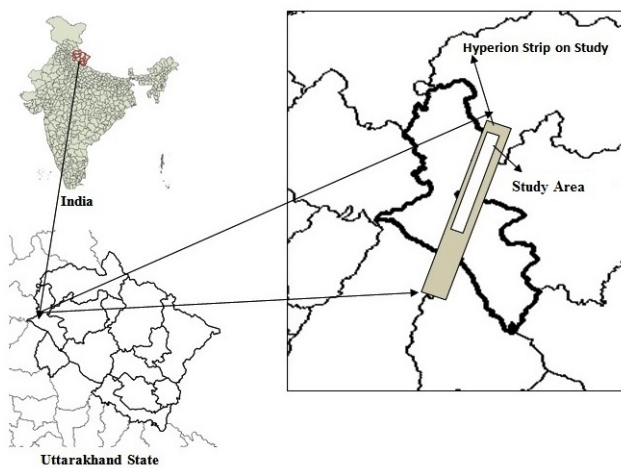 India
Uttarakhand State
Hyperion Strip on Study
Study Area